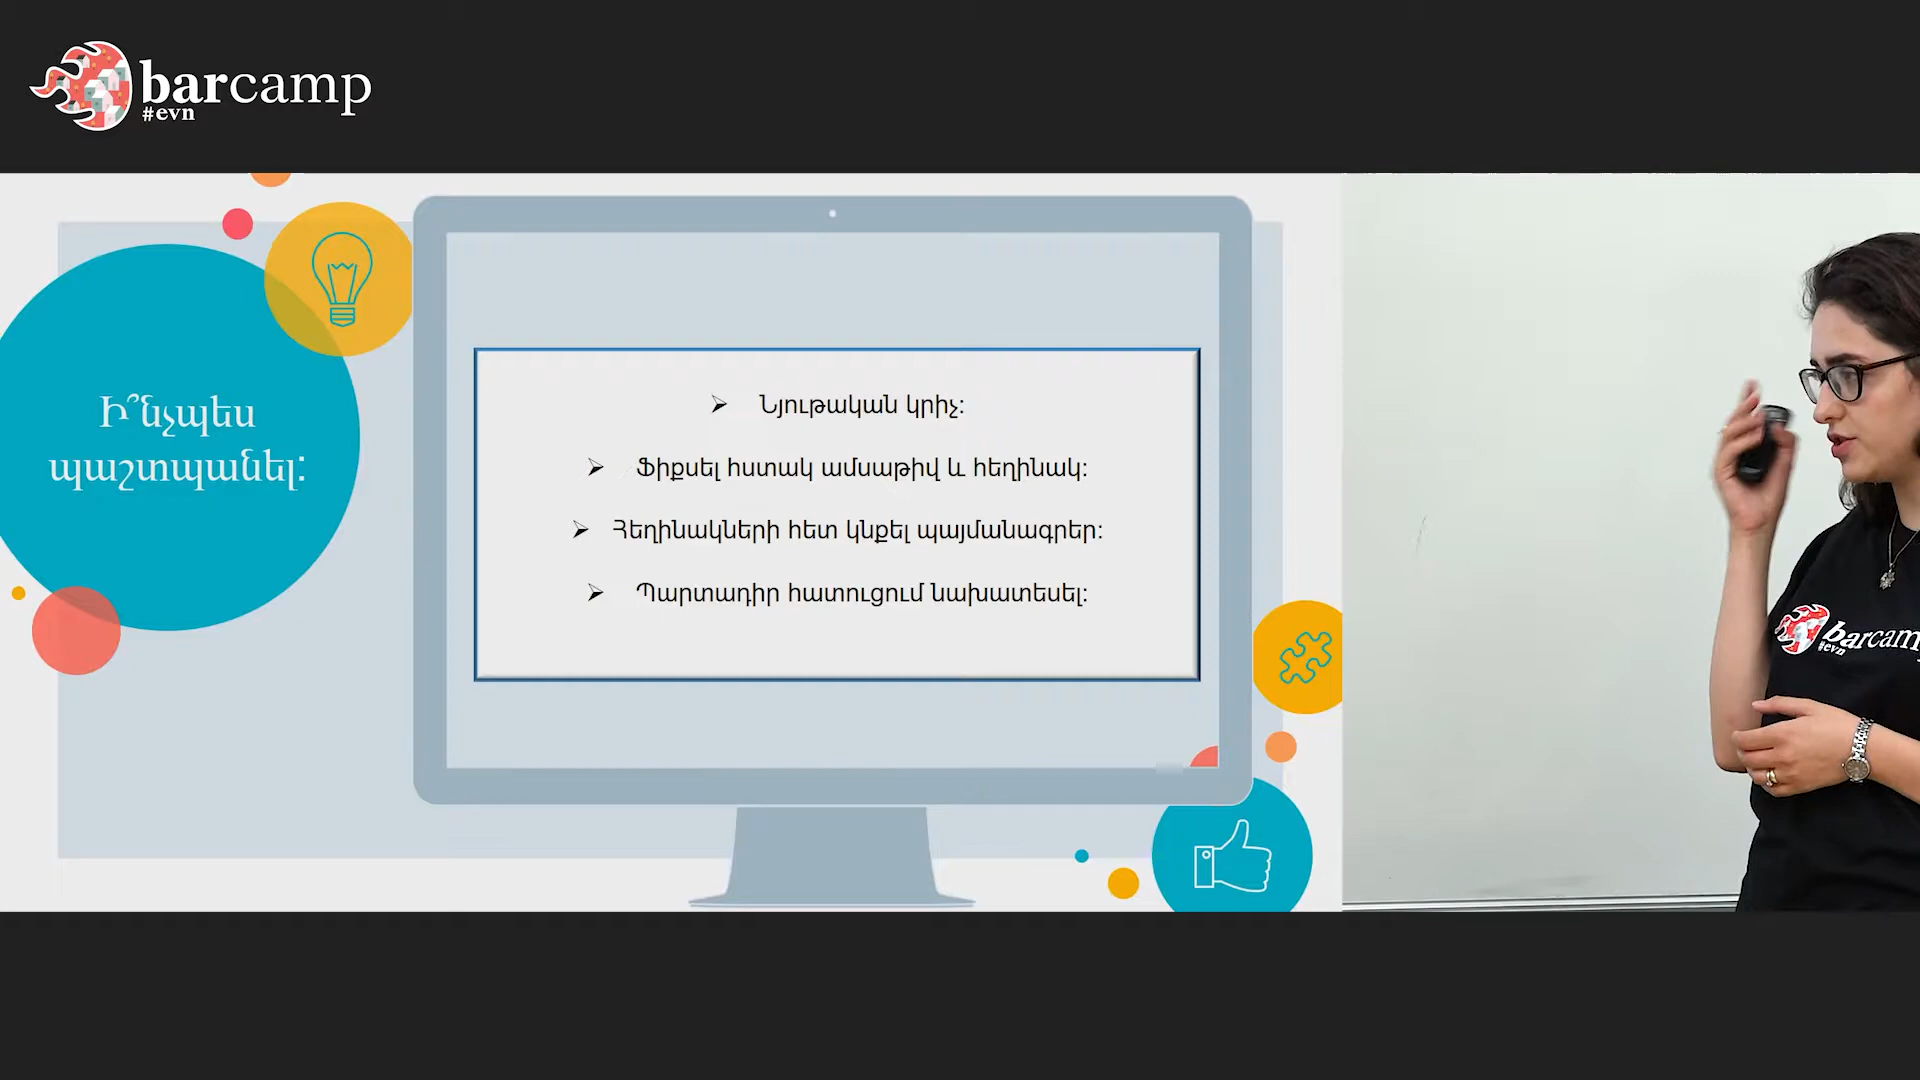 barcamp
#evn
Ի՞նչպես
պաշտպանել:
Նյութական կրիչ:
Ֆիքսել հստակ ամսաթիվ և հեղինակ:
Հեղինակների հետ կնքել պայմանագրեր:
Պարտադիր հատուցում նախատեսել:
barcamp
#evn